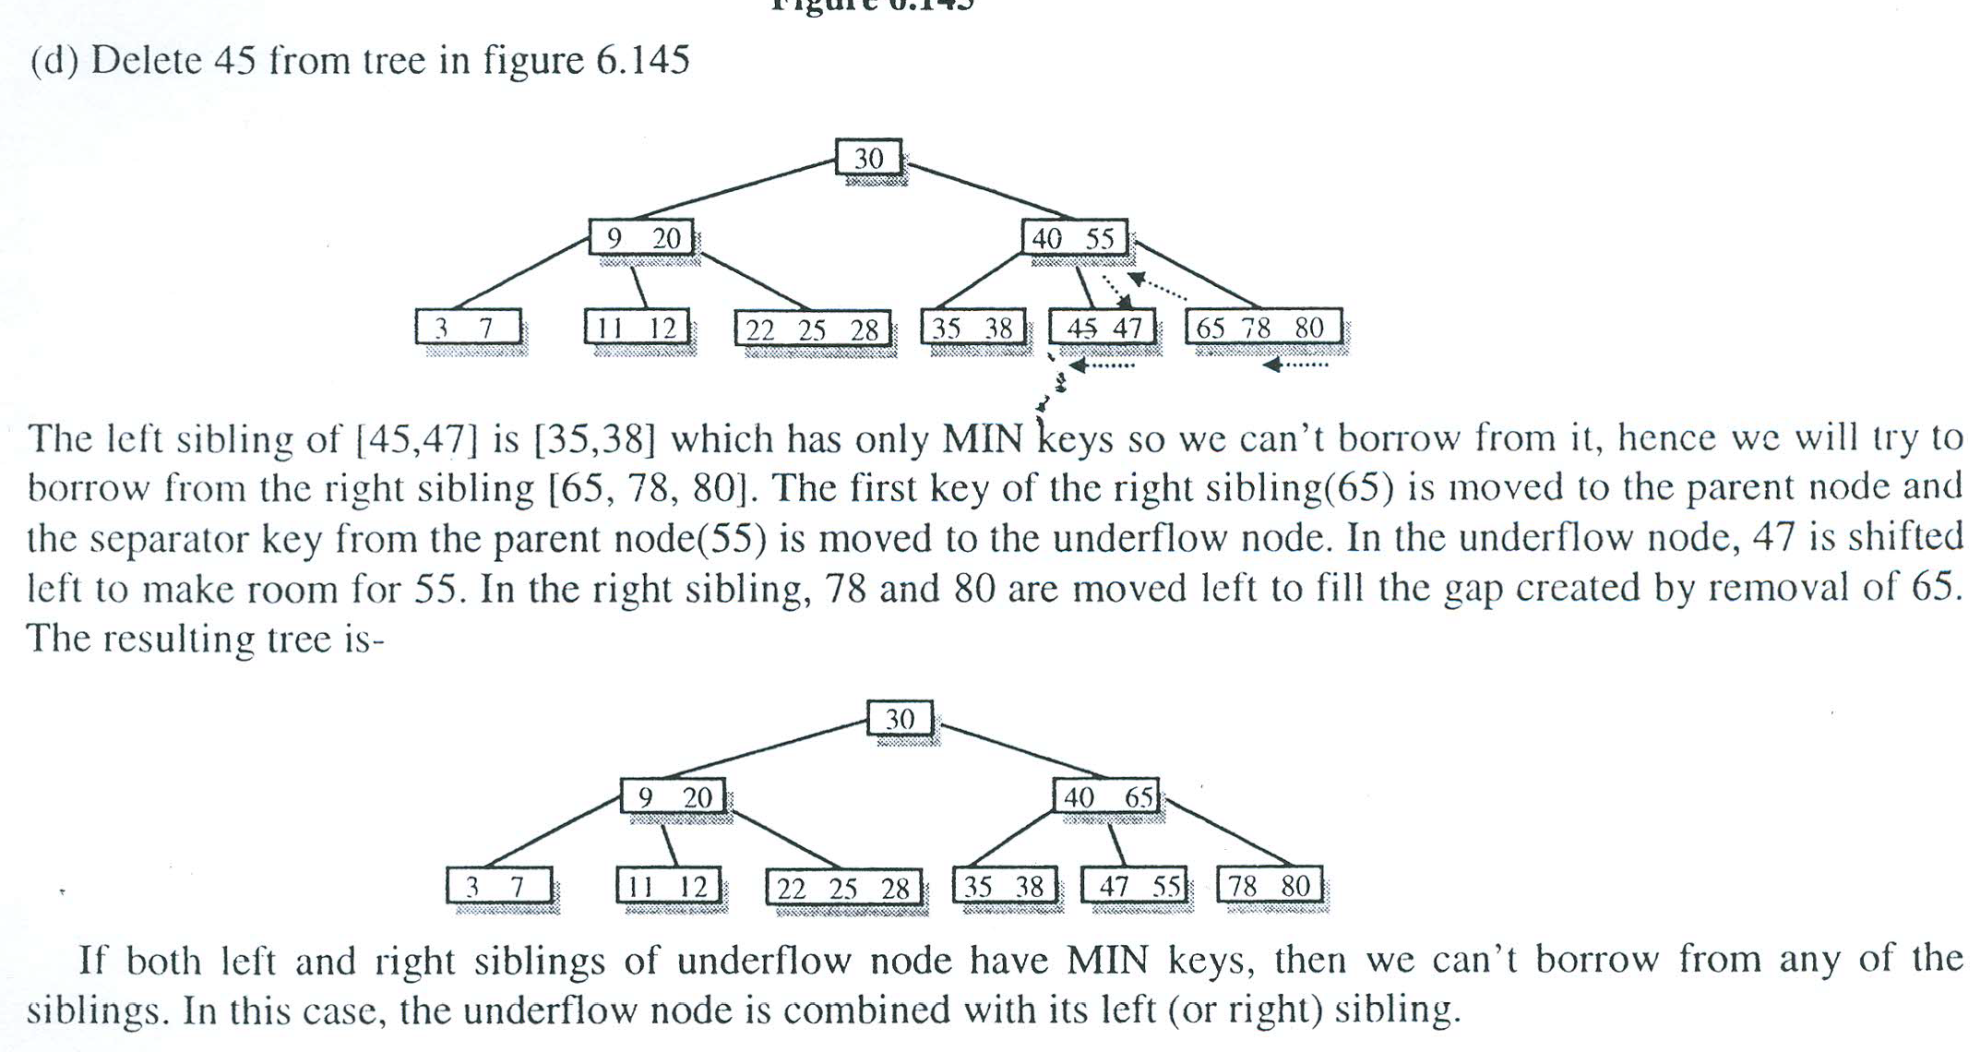 Figure 6.145
(d) Delete 45 from tree in figure 6.145
30
9 20 40 55
3 7 11 12 22 25 28 35 38 45 47 65 78 80
The left sibling of [45,47] is [35,38] which has only MIN keys so we can't borrow from it, hence we will try to
borrow from the right sibling [65, 78, 80]. The first key of the right sibling(65) is moved to the parent node and
the separator key from the parent node(55) is moved to the underflow node. In the underflow node, 47 is shifted
left to make room for 55. In the right sibling, 78 and 80 are moved left to fill the gap created by removal of 65.
The resulting tree is-
30
9 20 40 65
3 7 11 12 22 25 28 35 38 47 55 78 80
If both left and right siblings of underflow node have MIN keys, then we can't borrow from any of the
siblings. In this case, the underflow node is combined with its left (or right) sibling.